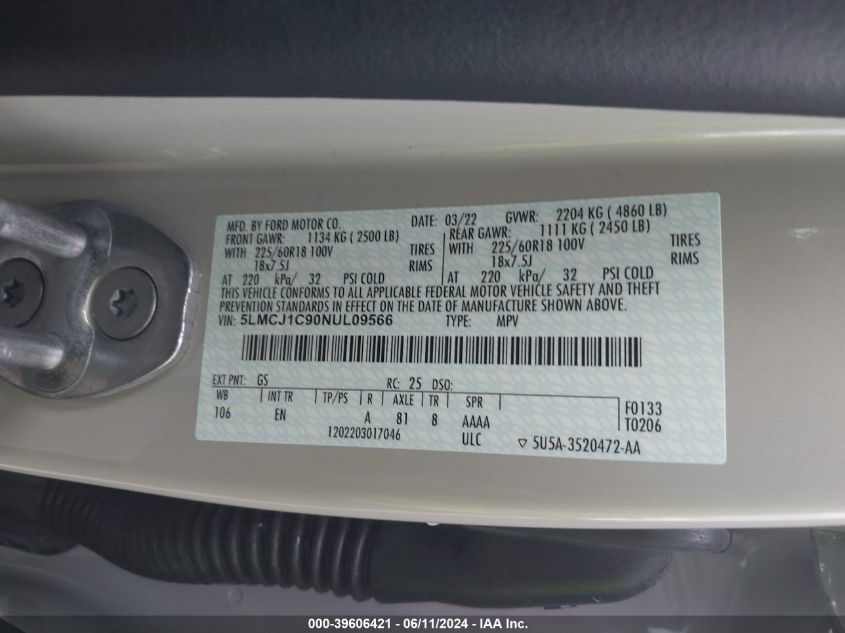 MFD. BY FORD MOTOR CO. DATE: 03/22 GVWR: 2204 KG ( 4860 LB)
FRONT GAWR: 1134 KG ( 2500 LB) REAR GAWR: 1111 KG ( 2450 LB)
WITH 225/60R18 100V TIRES WITH 225/60R18 100V TIRES
18x7.5J RIMS 18x7.5J RIMS
AT 220 kPa/ 32 PSI COLD AT 220 kPa/ 32 PSI COLD
THIS VEHICLE CONFORMS TO ALL APPLICABLE FEDERAL MOTOR VEHICLE SAFETY AND THEFT
PREVENTION STANDARDS IN EFFECT ON THE DATE OF MANUFACTURE SHOWN ABOVE.
VIN: 5LMCJ1C90NUL09566 TYPE: MPV
EXT PNT: GS RC: 25 DSO:
WB INT TR TP/PS R AXLE TR SPR
106 EN A 81 8 AAAA
F0133
T0206
1202203017046 ULC ▽ 5U5A-3520472-AA
000-39606421 - 06/11/2024 - IAA Inc.